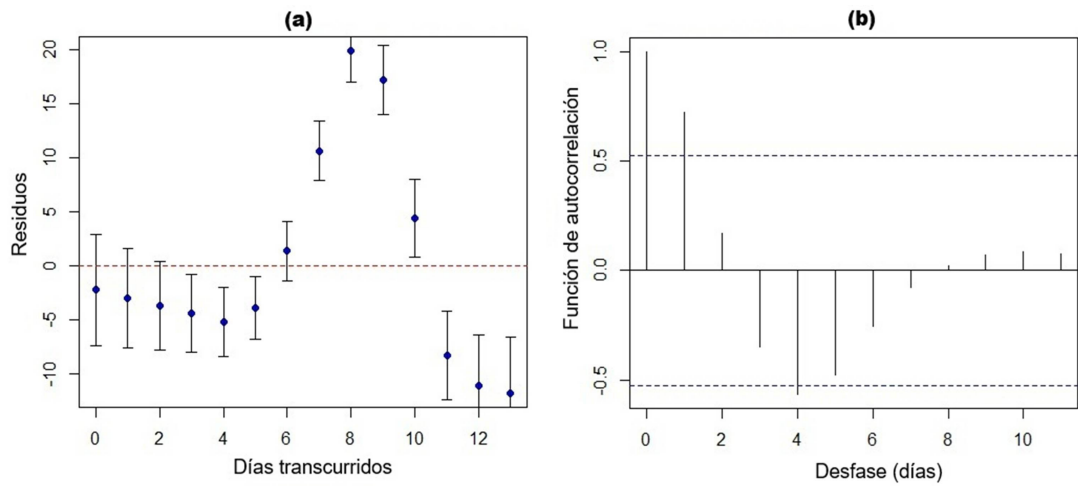 (a)
20
15
10
5
0
-5
-10
Residuos
0 2 4 6 8 10 12
Días transcurridos
(b)
1.0
0.5
0.0
-0.5
Función de autocorrelación
0 2 4 6 8 10
Desfase (días)